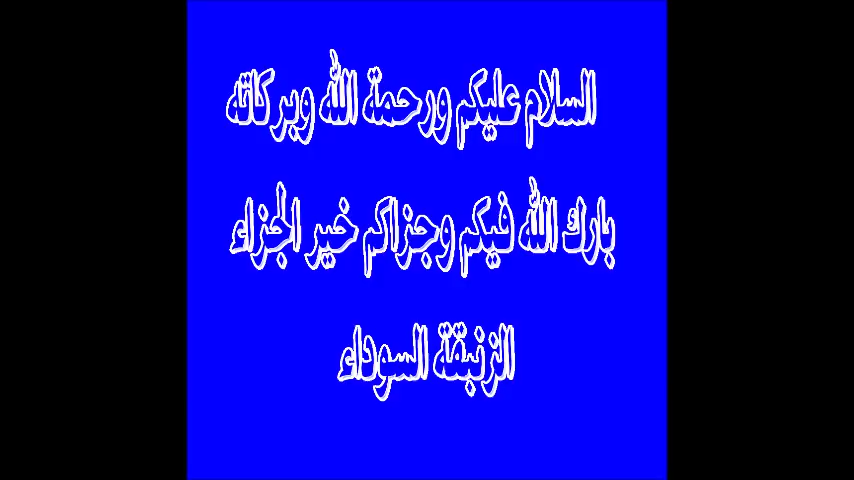 السلام عليكم ورحمة الله وبركاته
بارك الله فيكم وجزاكم خير الجزاء
الزنبقة السوداء